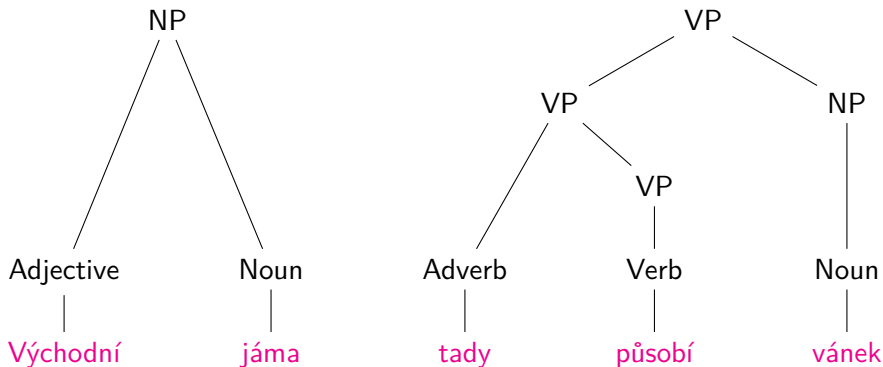 NP VP
VP NP
VP
Adjective Noun Adverb Verb Noun
Východní jáma tady působí vánek